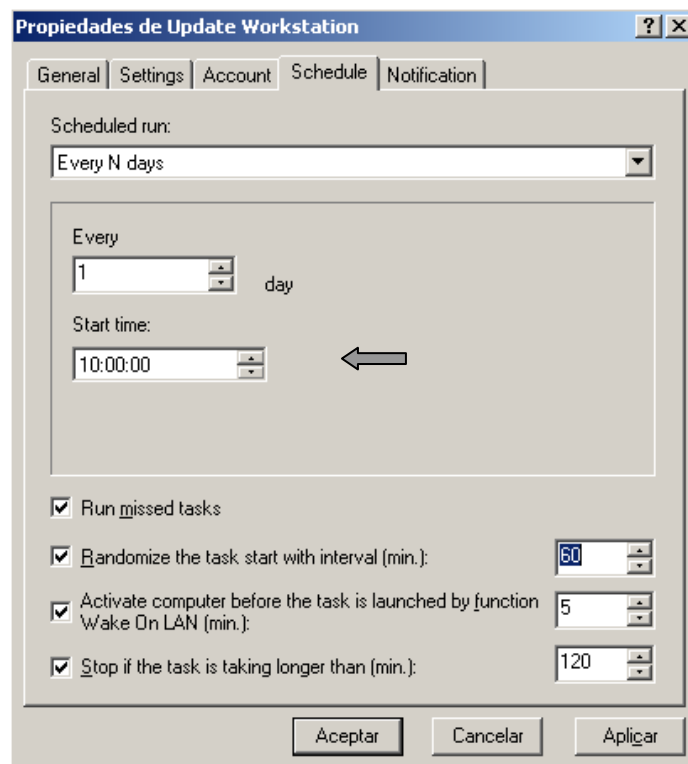 Propiedades de Update Workstation
General Settings Account Schedule Notification
Scheduled run:
Every N days
Every
1
day
Start time:
10:00:00
Run missed tasks
Randomize the task start with interval (min.): 60
Activate computer before the task is launched by function
Wake On LAN (min.): 5
Stop if the task is taking longer than (min.): 120
Aceptar Cancelar Aplicar